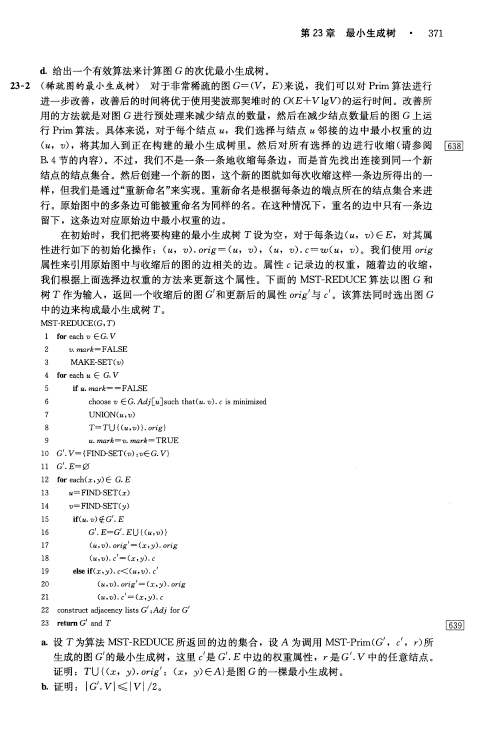 第23章 最小生成树 · 371
d. 给出一个有效算法来计算图 G 的次优最小生成树。
23-2 (稀疏图的最小生成树) 对于非常稀疏的图 G=(V, E)来说，我们可以对 Prim 算法进行
进一步改善，改善后的时间将优于使用斐波那契堆时的 O(E+V lgV)的运行时间。改善所
用的方法就是对图 G 进行预处理来减少结点的数量，然后在减少结点数量后的图 G 上运
行 Prim 算法。具体来说，对于每个结点 u，我们选择与结点 u 邻接的边中最小权重的边
(u, v)，将其加入到正在构建的最小生成树里。然后对所有选择的边进行收缩(请参阅
638
B.4 节的内容)。不过，我们不是一条一条地收缩每条边，而是首先找出连接到同一个新
结点的结点集合。然后创建一个新的图，这个新的图就如每次收缩这样一条边所得出的一
样，但我们是通过“重新命名”来实现。重新命名是根据每条边的端点所在的结点集合来进
行。原始图中的多条边可能被重命名为同样的名。在这种情况下，重名的边中只有一条边
留下，这条边对应原始边中最小权重的边。
在初始时，我们把将要构建的最小生成树 T 设为空，对于每条边(u, v)∈E，对其属
性进行如下的初始化操作：(u, v).orig=(u, v)，(u, v).c=w(u, v)。我们使用 orig
属性来引用原始图中与收缩后的图的边相关的边。属性 c 记录边的权重，随着边的收缩，
我们根据上面选择边权重的方法来更新这个属性。下面的 MST-REDUCE 算法以图 G 和
树 T 作为输入，返回一个收缩后的图 G′和更新后的属性 orig′与 c′。该算法同时选出图 G
中的边来构成最小生成树 T。
MST-REDUCE(G,T)
1 for each v ∈G.V
2 v.mark=FALSE
3 MAKE-SET(v)
4 for each u ∈ G.V
5 if u.mark==FALSE
6 choose v ∈G.Adj[u]such that(u.v).c is minimized
7 UNION(u,v)
8 T=T∪{(u,v)}.orig}
9 u.mark=v.mark=TRUE
10 G′.V={FIND-SET(v):v∈G.V}
11 G′.E=∅
12 for each(x,y)∈ G.E
13 u=FIND-SET(x)
14 v=FIND-SET(y)
15 if(u.v)∉G′.E
16 G′.E=G′.E∪{(u,v)}
17 (u,v).orig′=(x,y).orig
18 (u,v).c′=(x,y).c
19 else if(x,y).c<(u,v).c′
20 (u,v).orig′=(x,y).orig
21 (u,v).c′=(x,y).c
22 construct adjacency lists G′;Adj for G′
23 return G′ and T
639
a. 设 T 为算法 MST-REDUCE 所返回的边的集合，设 A 为调用 MST-Prim(G′, c′, r)所
生成的图 G′的最小生成树，这里 c′是 G′.E 中边的权重属性，r 是 G′.V 中的任意结点。
证明：T∪{(x, y).orig′: (x, y)∈A}是图 G 的一棵最小生成树。
b. 证明：|G′.V|≤|V|/2。